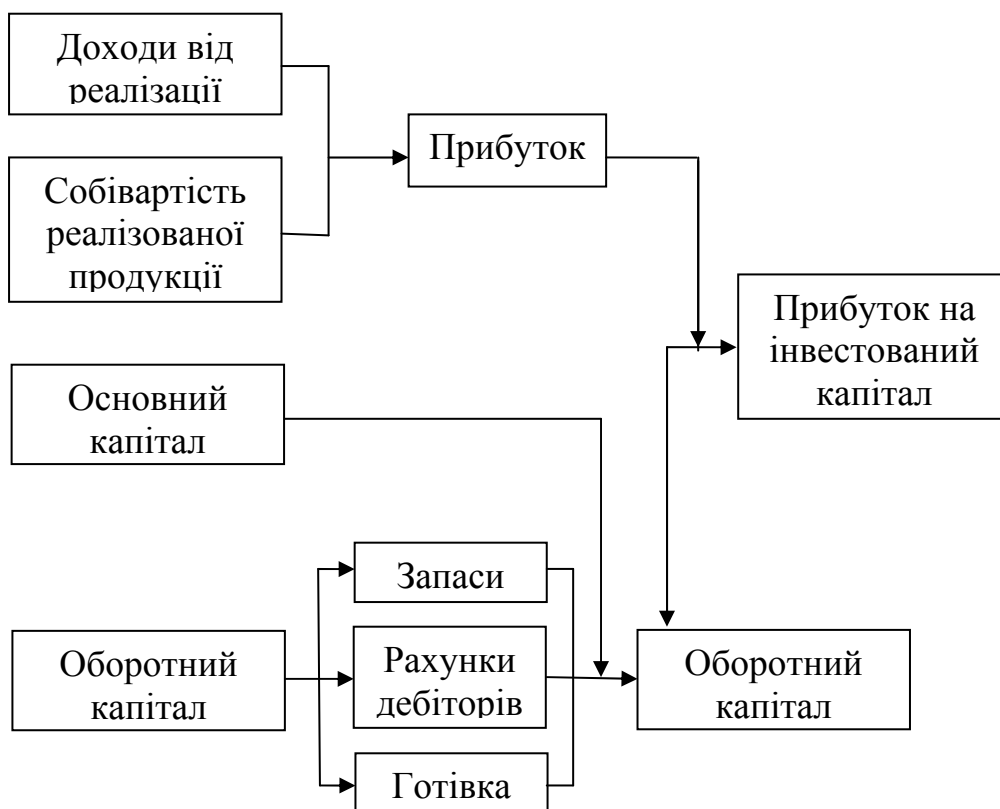 Доходи від
реалізації
Прибуток
Собівартість
реалізованої
продукції
Прибуток на
інвестований
капітал
Основний
капітал
Запаси
Оборотний
капітал
Рахунки
дебіторів
Оборотний
капітал
Готівка